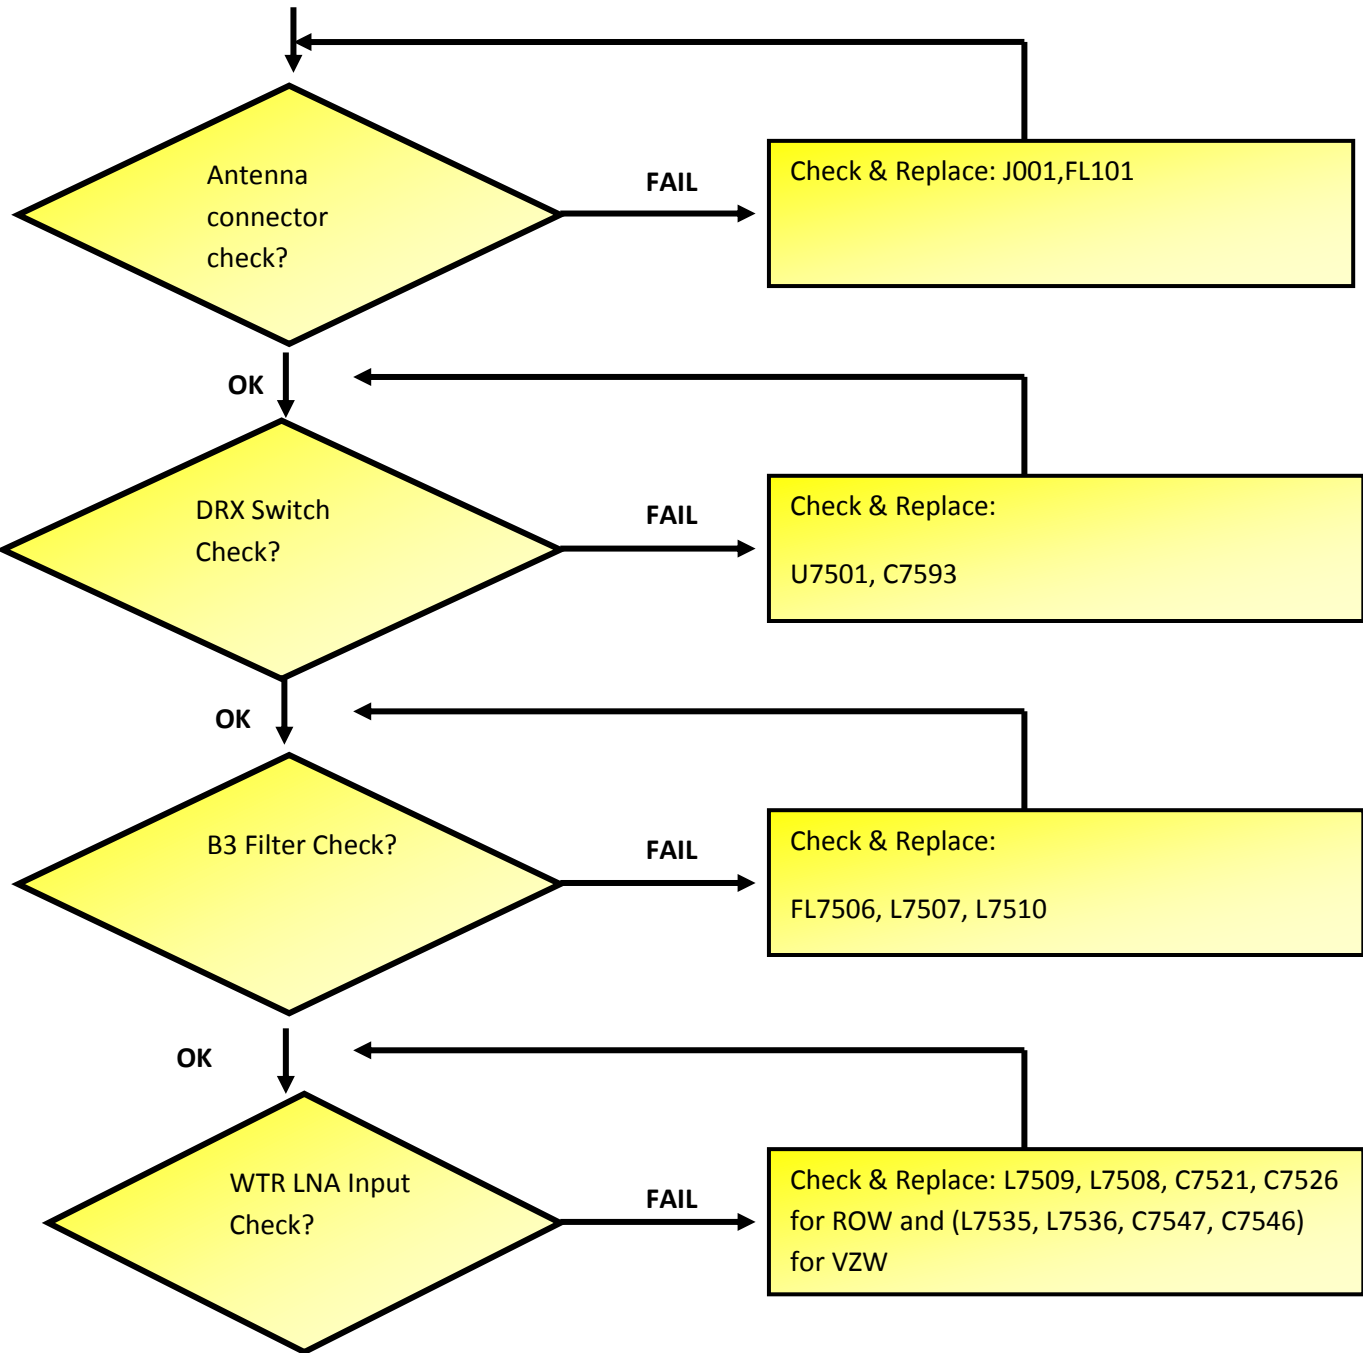 Antenna
connector
check?
FAIL
Check & Replace: J001,FL101
OK
DRX Switch
Check?
FAIL
Check & Replace:
U7501, C7593
OK
B3 Filter Check?
FAIL
Check & Replace:
FL7506, L7507, L7510
OK
WTR LNA Input
Check?
FAIL
Check & Replace: L7509, L7508, C7521, C7526
for ROW and (L7535, L7536, C7547, C7546)
for VZW